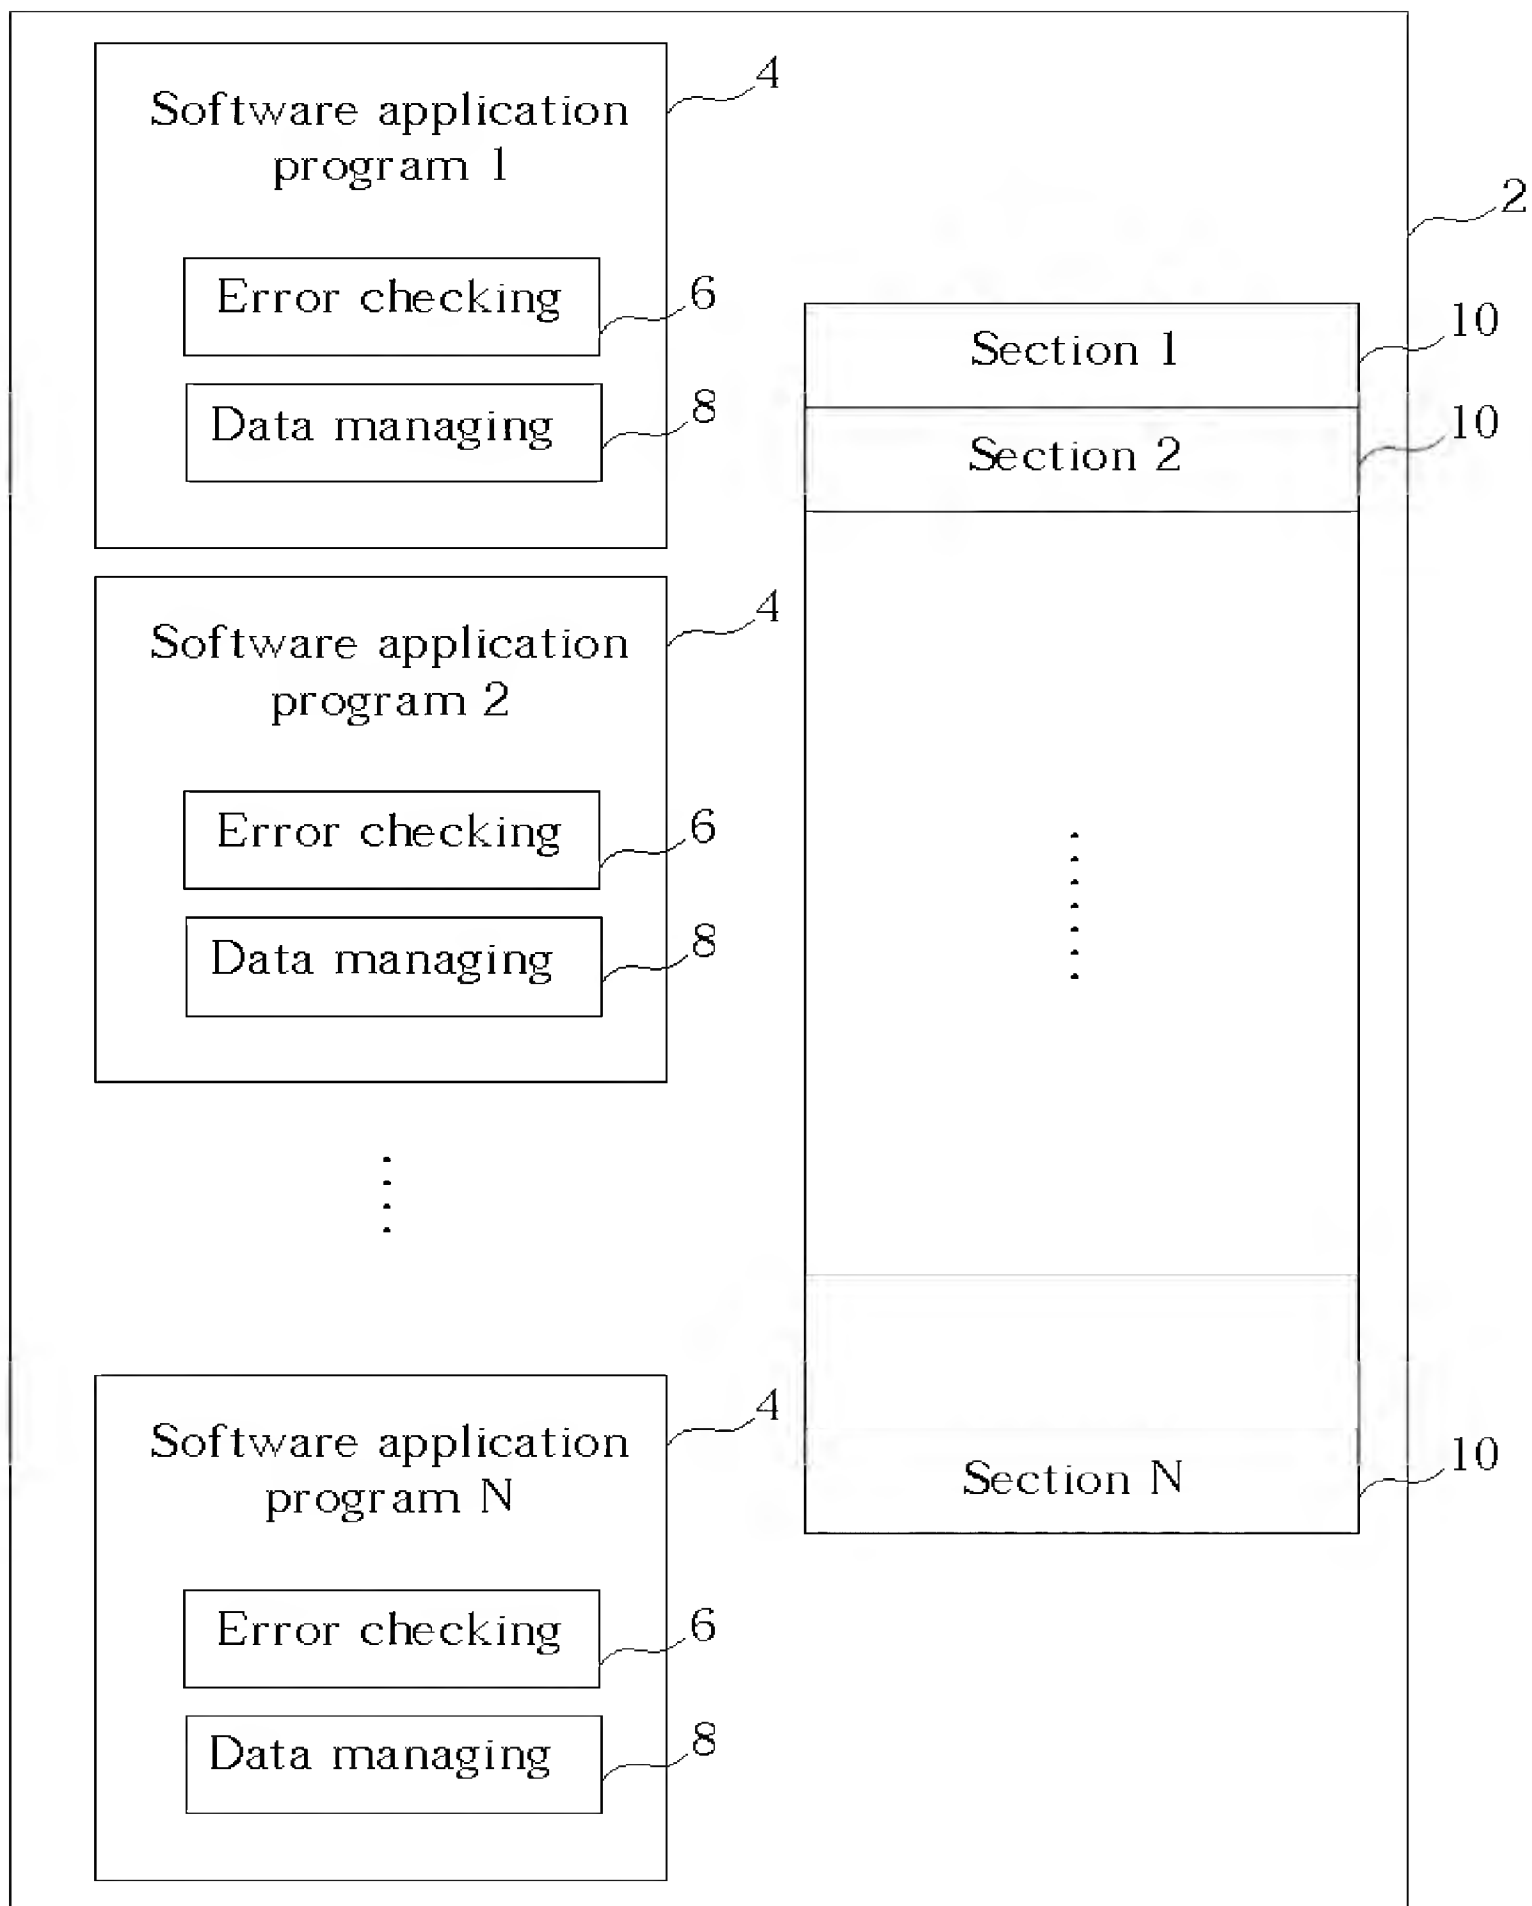 Software application
program 1
4
Error checking
6
Data managing
8
2
Section 1
10
Section 2
10
Software application
program 2
4
Error checking
6
Data managing
8
Software application
program N
4
Section N
10
Error checking
6
Data managing
8